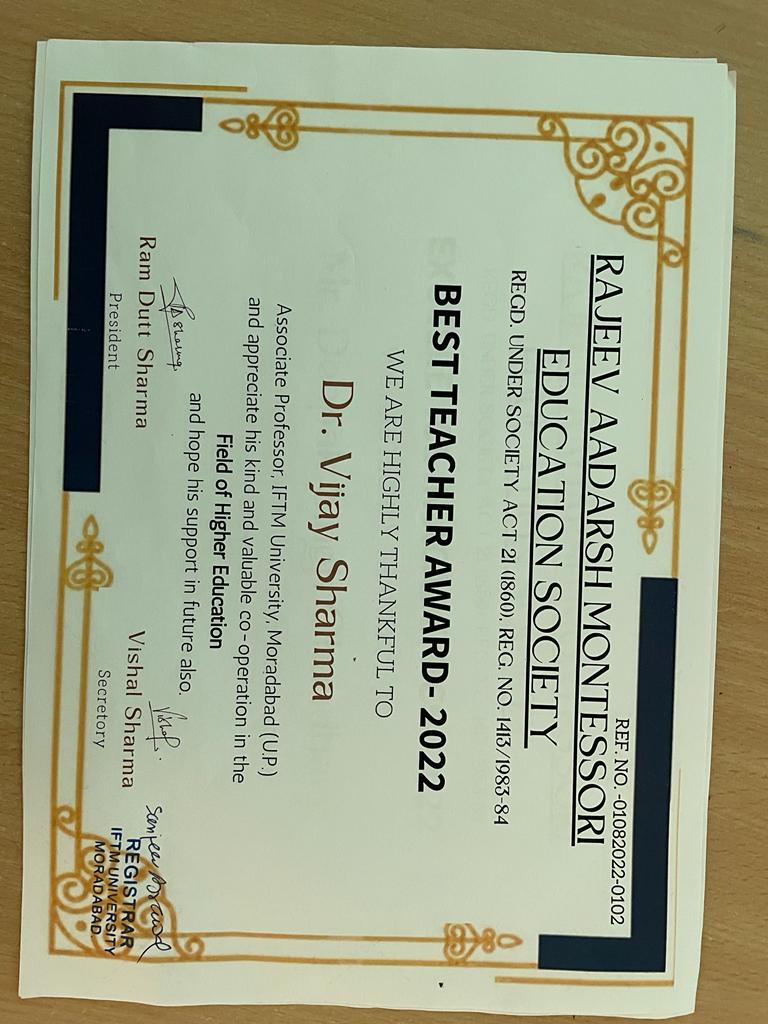 REF. NO. -01082022-0102
RAJEEV AADARSH MONTESSORI
EDUCATION SOCIETY
REGD. UNDER SOCIETY ACT 21 (1860). REG. NO. 1413/1983-84
BEST TEACHER AWARD- 2022
WE ARE HIGHLY THANKFUL TO
Dr. Vijay Sharma
Associate Professor, IFTM University, Moradabad (U.P.)
and appreciate his kind and valuable co-operation in the
Field of Higher Education
and hope his support in future also.
Ram Dutt Sharma
President
Vishal
Vishal Sharma
Secretory
REGISTRAR
IFTM UNIVERSITY
MORADABAD